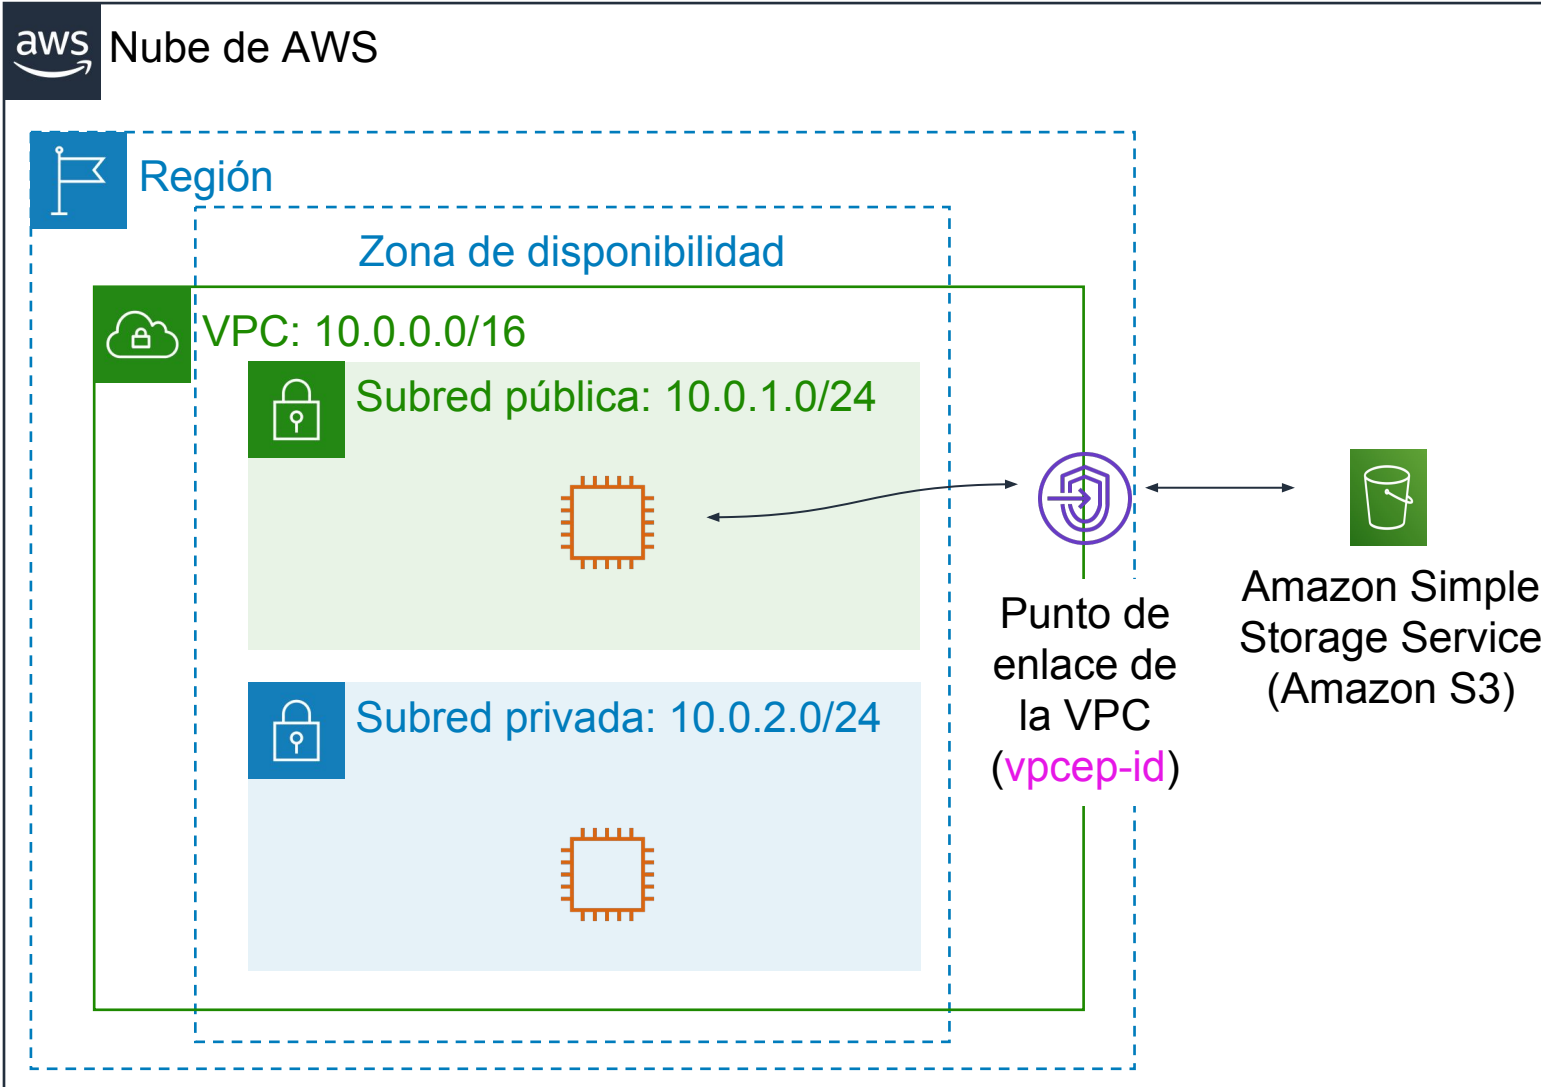 aws
Nube de AWS
Región
Zona de disponibilidad
VPC: 10.0.0.0/16
Subred pública: 10.0.1.0/24
Subred privada: 10.0.2.0/24
Punto de
enlace de
la VPC
(vpcep-id)
Amazon Simple
Storage Service
(Amazon S3)